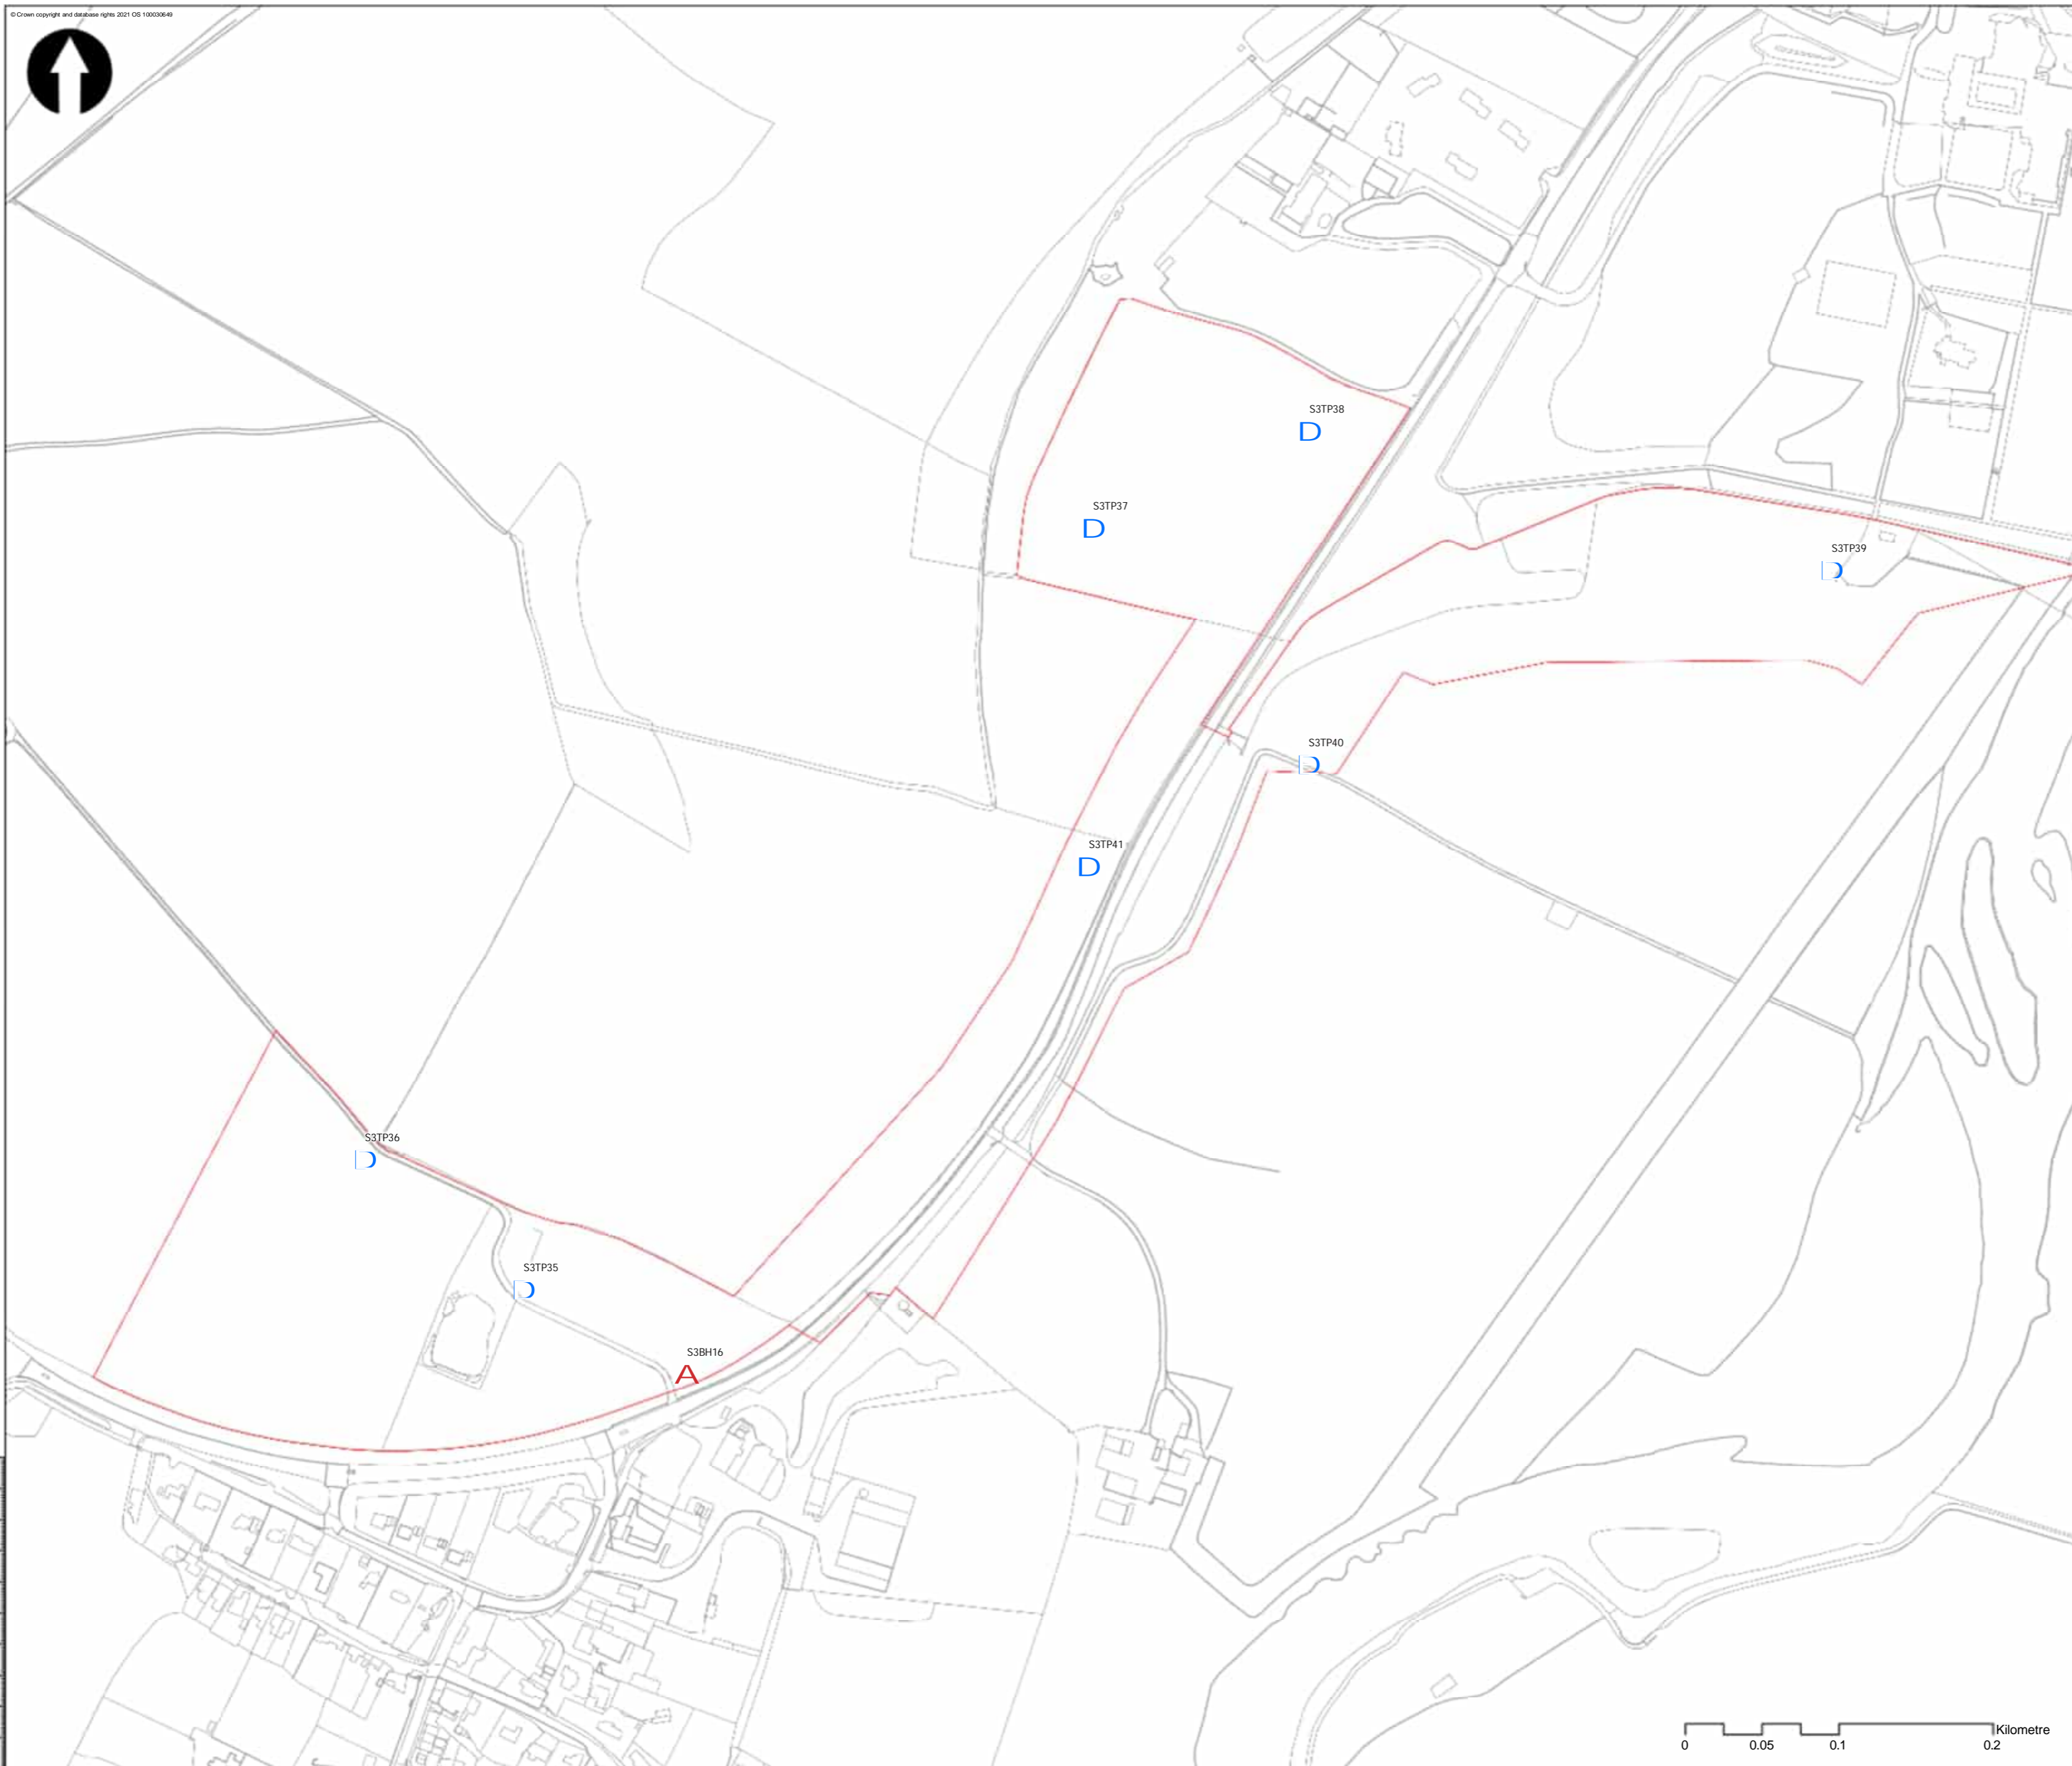 © Crown copyright and database rights 2021 OS 100030649
S3TP38
D
S3TP37
D
S3TP39
D
S3TP40
D
S3TP41
D
S3TP36
D
S3TP35
D
S3BH16
A
Kilometre
0 0.05 0.1 0.2